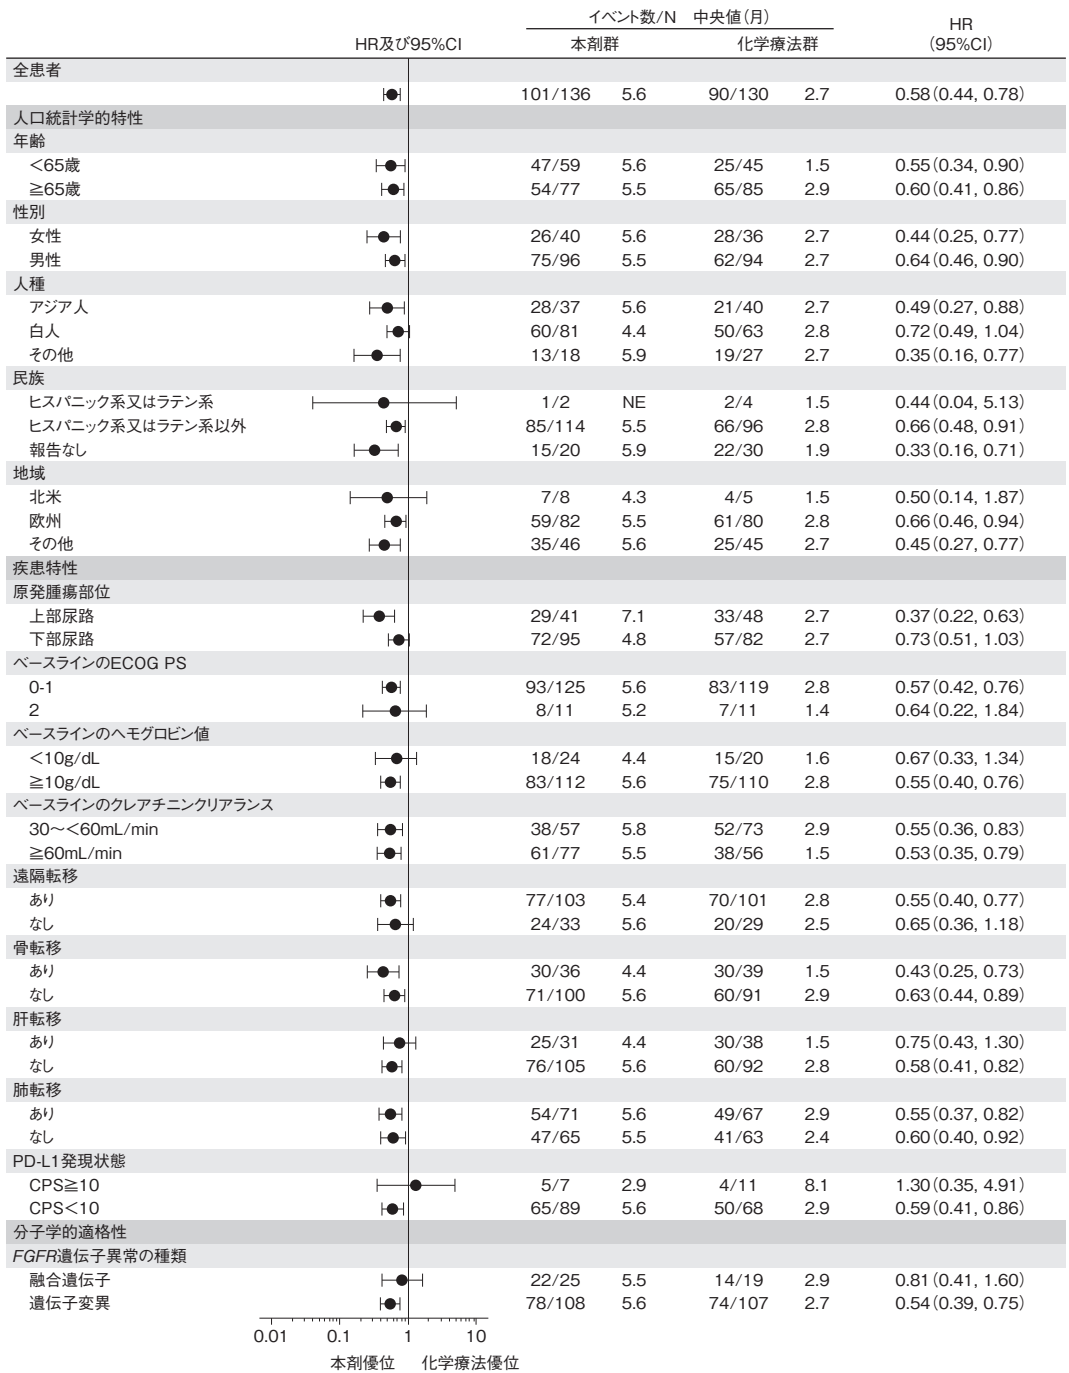 イベント数/N 中央値(月)
HR及び95%CI 本剤群 化学療法群 HR (95%CI)
全患者
101/136 5.6 90/130 2.7 0.58(0.44, 0.78)
人口統計学的特性
年齢
<65歳 47/59 5.6 25/45 1.5 0.55(0.34, 0.90)
≧65歳 54/77 5.5 65/85 2.9 0.60(0.41, 0.86)
性別
女性 26/40 5.6 28/36 2.7 0.44(0.25, 0.77)
男性 75/96 5.5 62/94 2.7 0.64(0.46, 0.90)
人種
アジア人 28/37 5.6 21/40 2.7 0.49(0.27, 0.88)
白人 60/81 4.4 50/63 2.8 0.72(0.49, 1.04)
その他 13/18 5.9 19/27 2.7 0.35(0.16, 0.77)
民族
ヒスパニック系又はラテン系 1/2 NE 2/4 1.5 0.44(0.04, 5.13)
ヒスパニック系又はラテン系以外 85/114 5.5 66/96 2.8 0.66(0.48, 0.91)
報告なし 15/20 5.9 22/30 1.9 0.33(0.16, 0.71)
地域
北米 7/8 4.3 4/5 1.5 0.50(0.14, 1.87)
欧州 59/82 5.5 61/80 2.8 0.66(0.46, 0.94)
その他 35/46 5.6 25/45 2.7 0.45(0.27, 0.77)
疾患特性
原発腫瘍部位
上部尿路 29/41 7.1 33/48 2.7 0.37(0.22, 0.63)
下部尿路 72/95 4.8 57/82 2.7 0.73(0.51, 1.03)
ベースラインのECOG PS
0-1 93/125 5.6 83/119 2.8 0.57(0.42, 0.76)
2 8/11 5.2 7/11 1.4 0.64(0.22, 1.84)
ベースラインのヘモグロビン値
<10g/dL 18/24 4.4 15/20 1.6 0.67(0.33, 1.34)
≧10g/dL 83/112 5.6 75/110 2.8 0.55(0.40, 0.76)
ベースラインのクレアチニンクリアランス
30〜<60mL/min 38/57 5.8 52/73 2.9 0.55(0.36, 0.83)
≧60mL/min 61/77 5.5 38/56 1.5 0.53(0.35, 0.79)
遠隔転移
あり 77/103 5.4 70/101 2.8 0.55(0.40, 0.77)
なし 24/33 5.6 20/29 2.5 0.65(0.36, 1.18)
骨転移
あり 30/36 4.4 30/39 1.5 0.43(0.25, 0.73)
なし 71/100 5.6 60/91 2.9 0.63(0.44, 0.89)
肝転移
あり 25/31 4.4 30/38 1.5 0.75(0.43, 1.30)
なし 76/105 5.6 60/92 2.8 0.58(0.41, 0.82)
肺転移
あり 54/71 5.6 49/67 2.9 0.55(0.37, 0.82)
なし 47/65 5.5 41/63 2.4 0.60(0.40, 0.92)
PD-L1発現状態
CPS≧10 5/7 2.9 4/11 8.1 1.30(0.35, 4.91)
CPS<10 65/89 5.6 50/68 2.9 0.59(0.41, 0.86)
分子学的適格性
FGFR遺伝子異常の種類
融合遺伝子 22/25 5.5 14/19 2.9 0.81(0.41, 1.60)
遺伝子変異 78/108 5.6 74/107 2.7 0.54(0.39, 0.75)
0.01 0.1 1 10
本剤優位 化学療法優位